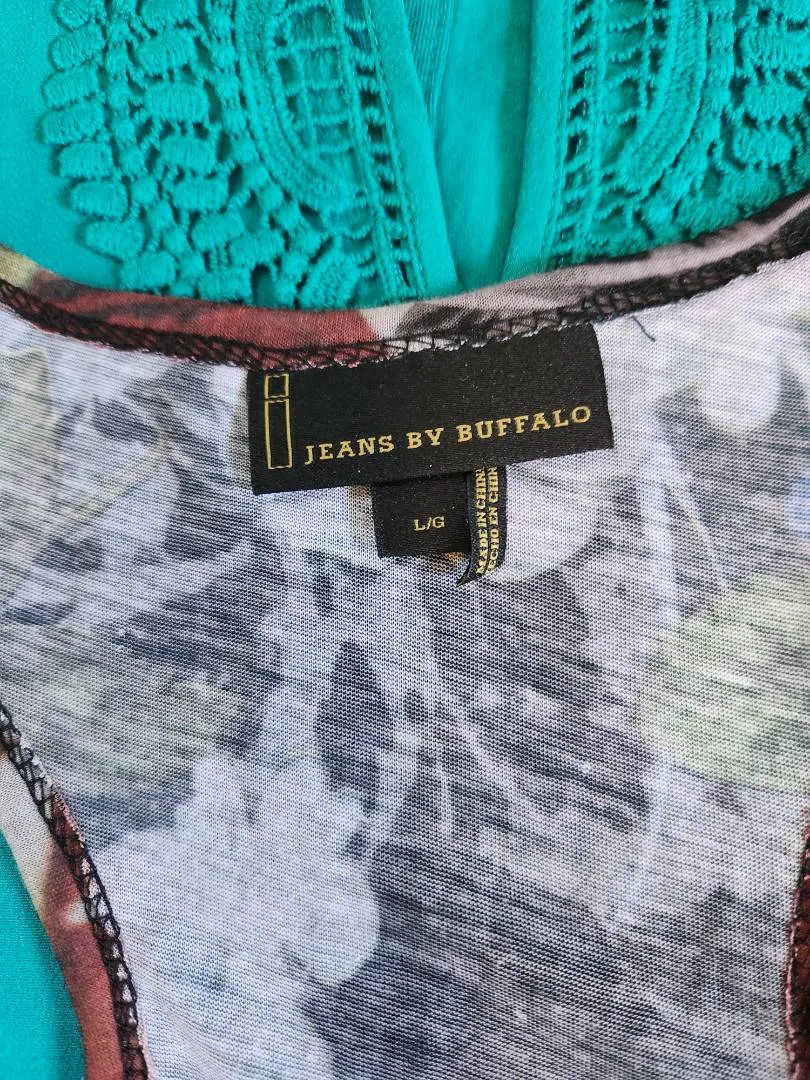 i JEANS BY BUFFALO
L/G
MADE IN CHINA
HECHO EN CHINA